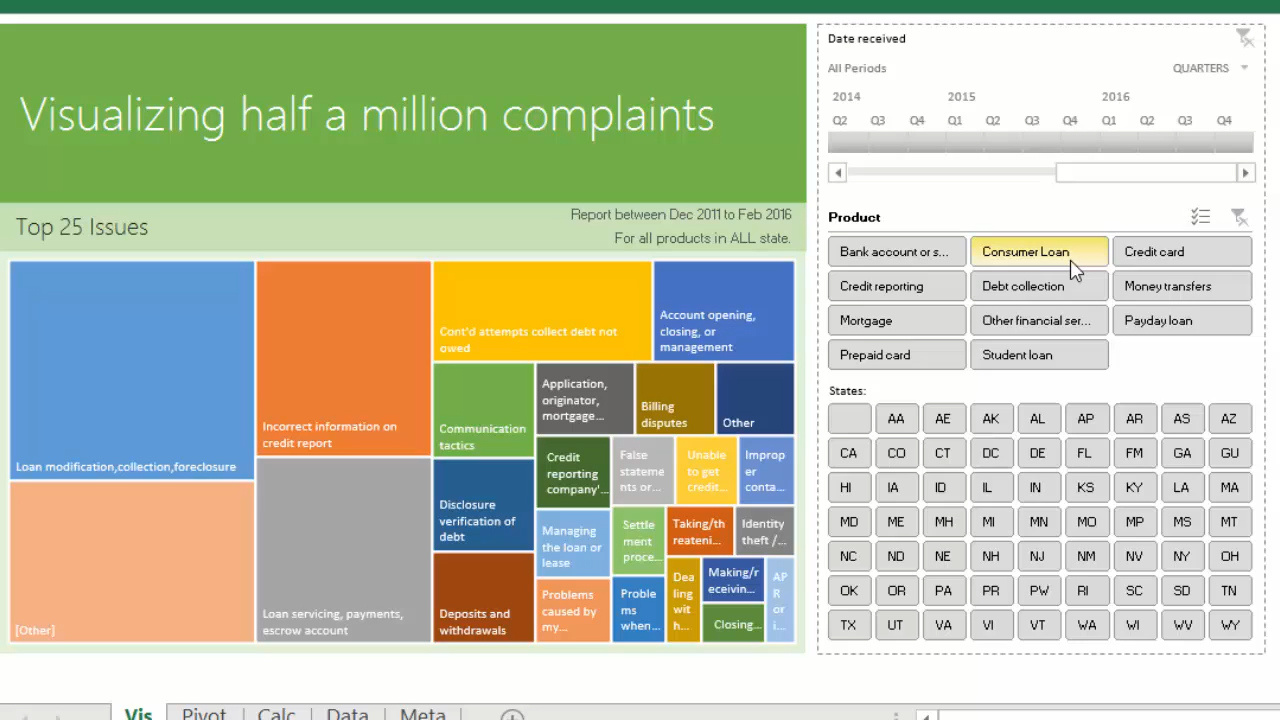 Visualizing half a million complaints
Top 25 Issues
Report between Dec 2011 to Feb 2016
For all products in ALL state.
Loan modification,collection,foreclosure
[Other]
Incorrect information on
credit report
Loan servicing, payments,
escrow account
Cont'd attempts collect debt not
owed
Account opening,
closing, or
management
Communication
tactics
Disclosure
verification of
debt
Deposits and
withdrawals
Application,
originator,
mortgage...
Billing
disputes
Other
Credit
reporting
company'...
False
stateme
nts or...
Unable
to get
credit...
Improp
er
conta...
Managing
the loan or
lease
Settle
ment
proce...
Taking/th
reateni...
Identity
theft /...
Problems
caused by
my...
Proble
ms
when...
Dea
ling
wit
h...
Making/r
eceivin...
Closing...
AP
R
or
i...
Date received
All Periods QUARTERS
2014 2015 2016
Q2 Q3 Q4 Q1 Q2 Q3 Q4 Q1 Q2 Q3 Q4
Product
Bank account or s... Consumer Loan Credit card
Credit reporting Debt collection Money transfers
Mortgage Other financial ser... Payday loan
Prepaid card Student loan
States:
AA AE AK AL AP AR AS AZ
CA CO CT DC DE FL FM GA GU
HI IA ID IL IN KS KY LA MA
MD ME MH MI MN MO MP MS MT
NC ND NE NH NJ NM NV NY OH
OK OR PA PR PW RI SC SD TN
TX UT VA VI VT WA WI WV WY
Vis Pivot Calc Data Meta